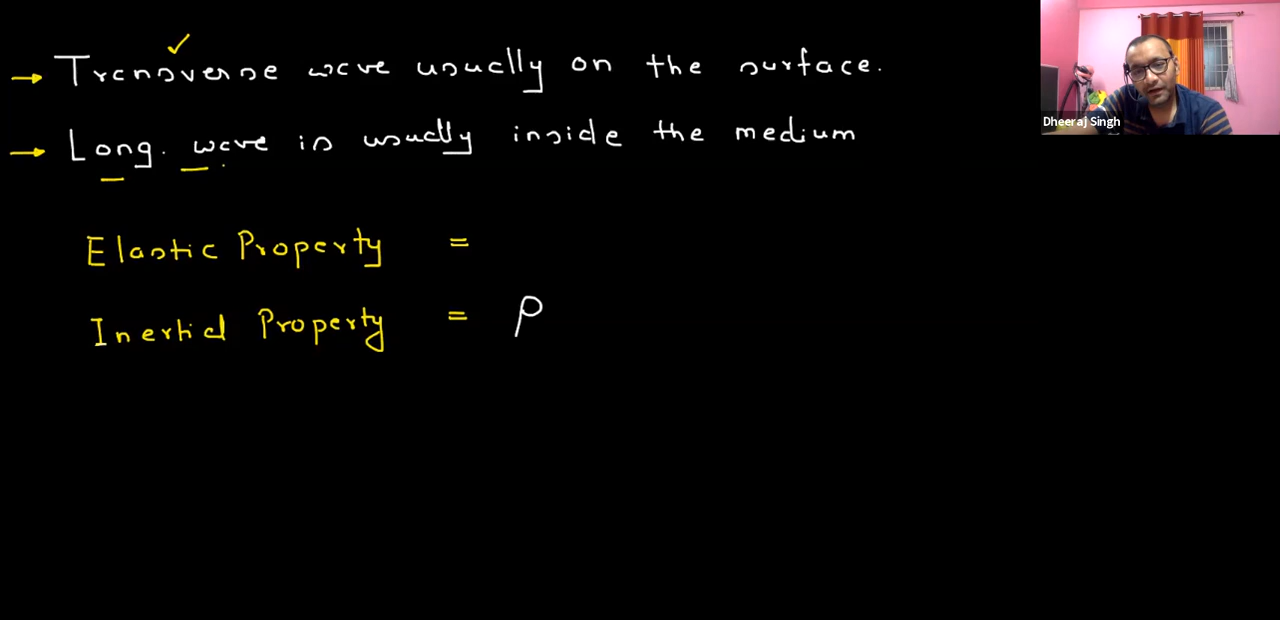 → Transverse wave usually on the surface.
→ Long. wave is usually inside the medium
Elastic Property =
Inertial Property = ρ
Dheeraj Singh